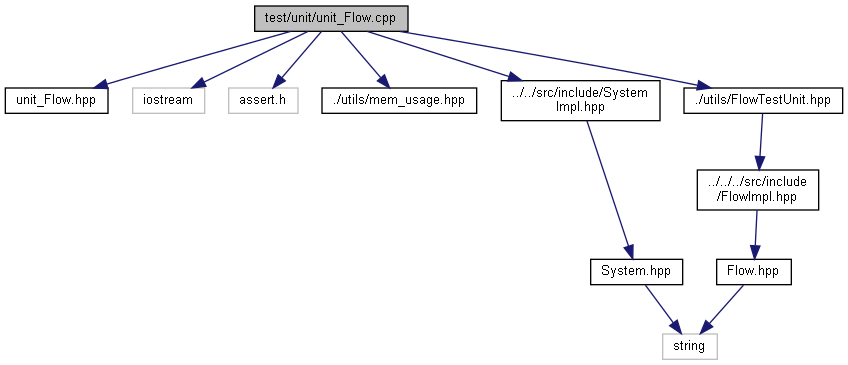 test/unit/unit_Flow.cpp
unit_Flow.hpp
iostream
assert.h
./utils/mem_usage.hpp
../../src/include/System
Impl.hpp
./utils/FlowTestUnit.hpp
../../../src/include
/FlowImpl.hpp
System.hpp
Flow.hpp
string